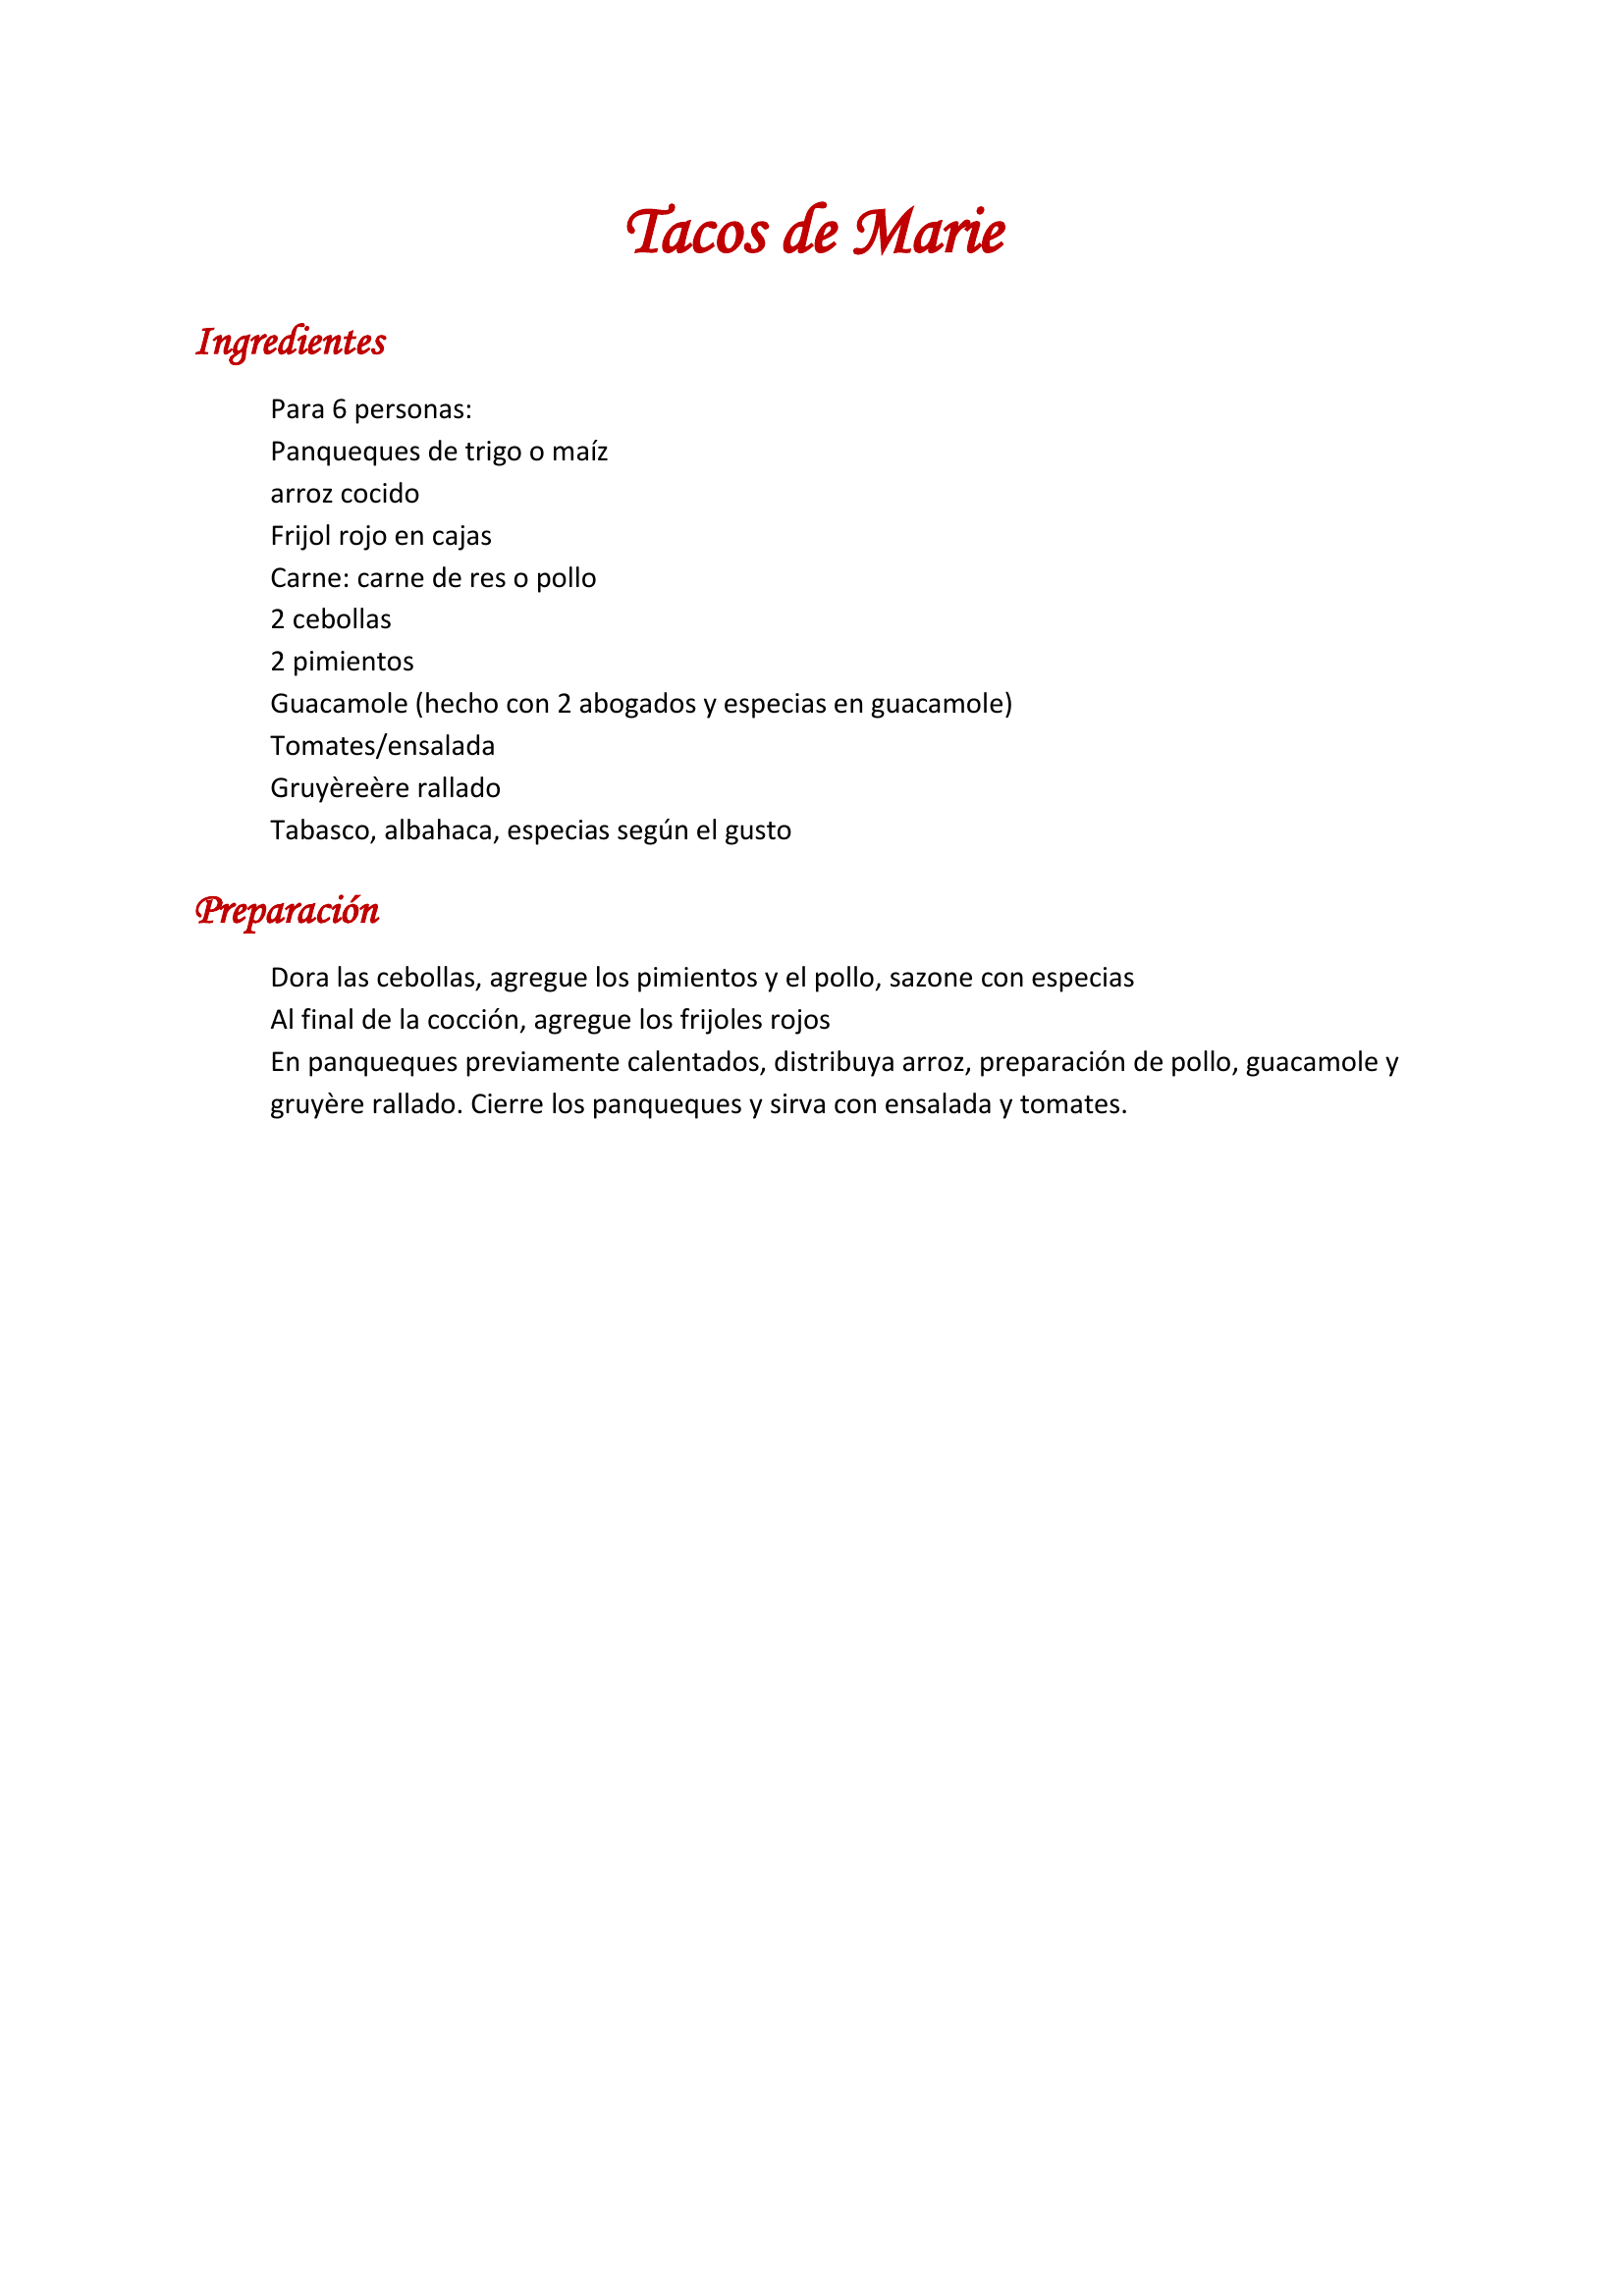 Tacos de Marie
Ingredientes
Para 6 personas:
Panqueques de trigo o maíz
arroz cocido
Frijol rojo en cajas
Carne: carne de res o pollo
2 cebollas
2 pimientos
Guacamole (hecho con 2 abogados y especias en guacamole)
Tomates/ensalada
Gruyèreère rallado
Tabasco, albahaca, especias según el gusto
Preparación
Dora las cebollas, agregue los pimientos y el pollo, sazone con especias
Al final de la cocción, agregue los frijoles rojos
En panqueques previamente calentados, distribuya arroz, preparación de pollo, guacamole y
gruyère rallado. Cierre los panqueques y sirva con ensalada y tomates.